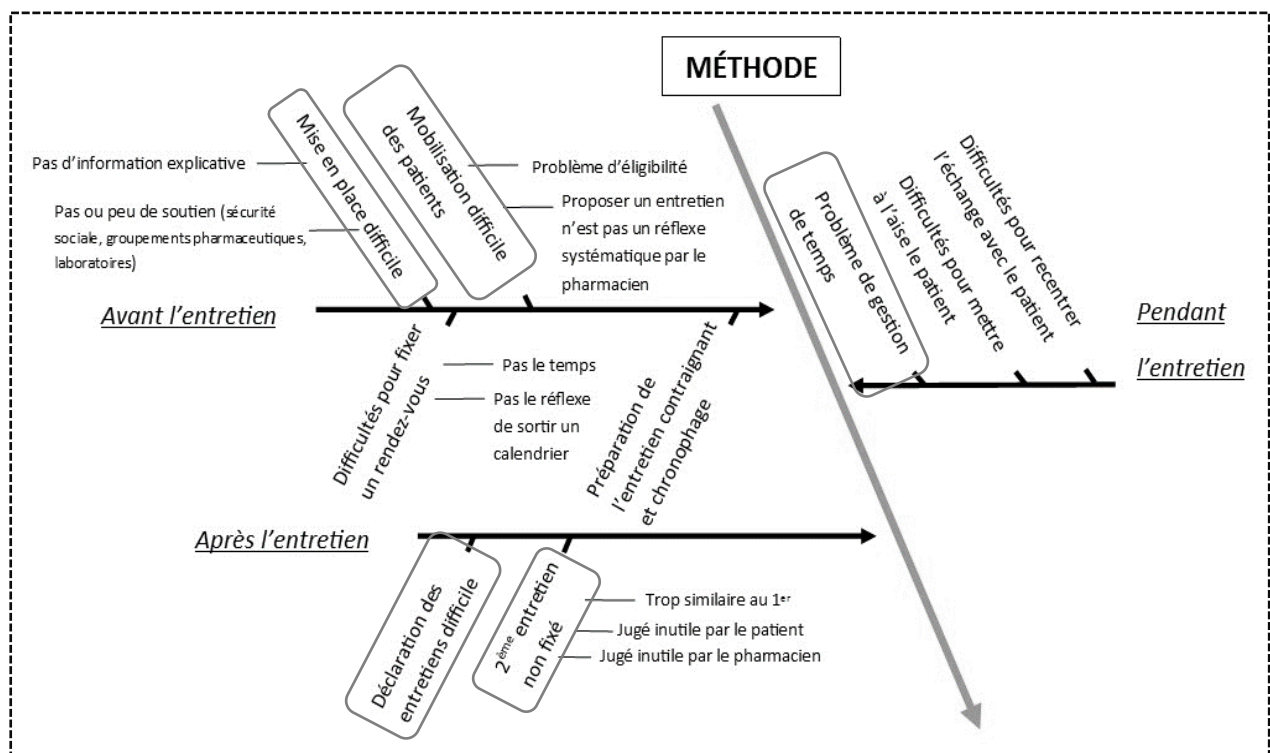 MÉTHODE
Mise en place difficile
Pas d’information explicative
Pas ou peu de soutien (sécurité
sociale, groupements pharmaceutiques,
laboratoires)
Mobilisation difficile
des patients
Problème d’éligibilité
Proposer un entretien
n’est pas un réflexe
systématique par le
pharmacien
Avant l’entretien
Difficultés pour fixer
un rendez-vous
Pas le temps
Pas le réflexe
de sortir un
calendrier
Préparation de
l’entretien contraignant
et chronophage
Problème de gestion
de temps
Difficultés pour mettre
à l’aise le patient
Difficultés pour recentrer
l’échange avec le patient
Pendant
l’entretien
Après l’entretien
Déclaration des
entretiens difficile
2ème entretien
non fixé
Trop similaire au 1er
Jugé inutile par le patient
Jugé inutile par le pharmacien